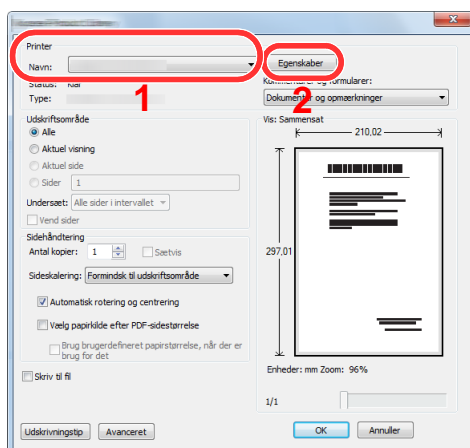 Printer
Navn:
Egenskaber
1
2
Status: Klar
Type:
Kommentarer og formularer:
Dokumenter og opmærkninger
Udskriftsområde
Alle
Aktuel visning
Aktuel side
Sider 1
Undersæt: Alle sider i intervallet
Vend sider
Vis: Sammensat
210,02
297,01
Sidehåndtering
Antal kopier: 1 Sætvis
Sideskalering: Formindsk til udskriftsområde
Automatisk rotering og centrering
Vælg papirkilde efter PDF-sidestørrelse
Brug brugerdefineret papirstørrelse, når der er
brug for det
Skriv til fil
Enheder: mm Zoom: 96%
1/1
Udskrivningstip Avanceret OK Annuller